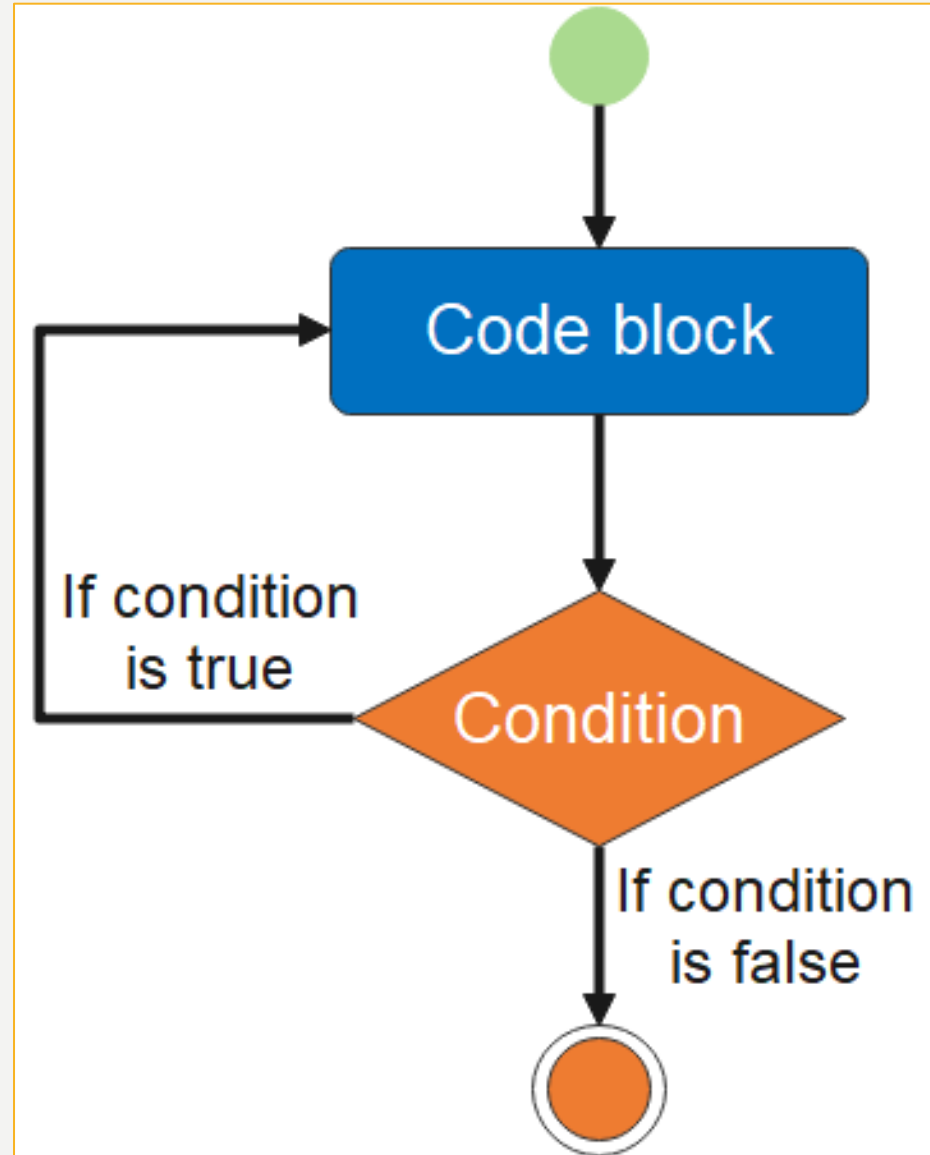 Code block
If condition
is true
Condition
If condition
is false